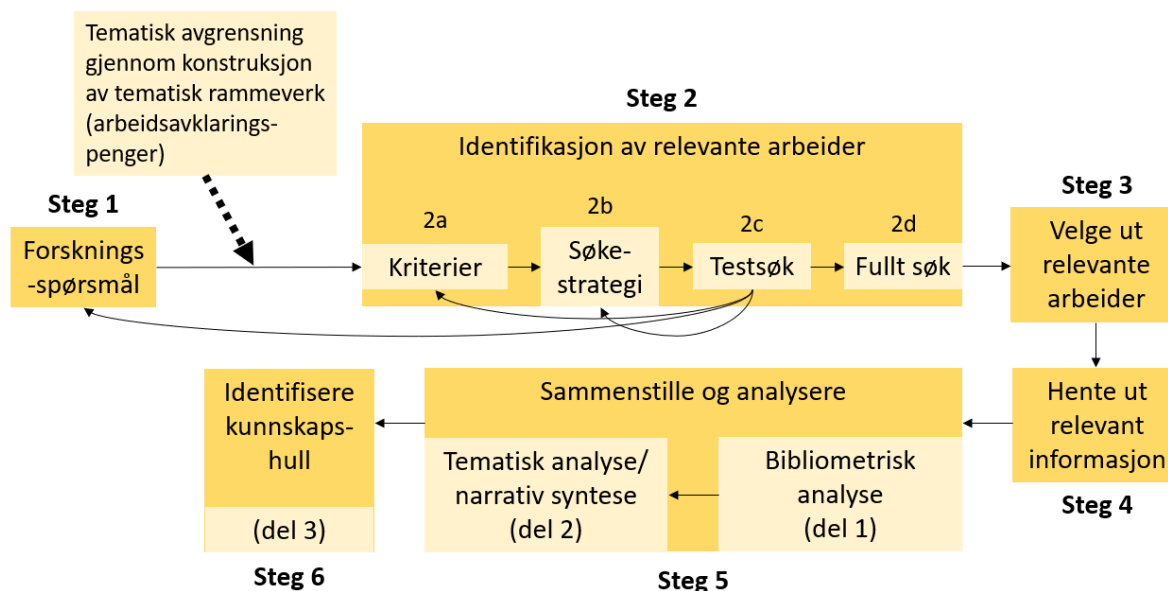 Tematisk avgrensning
gjennom konstruksjon
av tematisk rammeverk
(arbeidsavklarings-
penger)
Steg 1
Forsknings
-spørsmål
Steg 2
Identifikasjon av relevante arbeider
2a
Kriterier
2b
Søke-
strategi
2c
Testsøk
2d
Fullt søk
Steg 3
Velge ut
relevante
arbeider
Hente ut
relevant
informasjon
Steg 4
Sammenstille og analysere
Bibliometrisk
analyse
(del 1)
Tematisk analyse/
narrativ syntese
(del 2)
Steg 5
Identifisere
kunnskaps-
hull
(del 3)
Steg 6